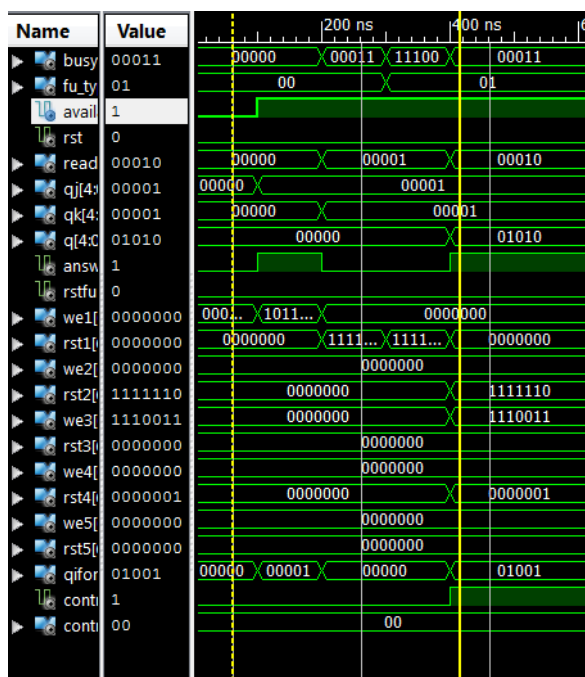 Name Value 200 ns 400 ns 6
busy 00011 00000 00011 11100 00011
fu_ty 01 00 01
avail 1
rst 0
read 00010 00000 00001 00010
qj[4: 00001 00000 00001
qk[4: 00001 00000 00001
q[4:0 01010 00000 01010
answ 1
rstfu 0
we1[ 0000000 000... 1011... 0000000
rst1[ 0000000 0000000 1111... 1111... 0000000
we2[ 0000000 0000000
rst2[ 1111110 0000000 1111110
we3[ 1110011 0000000 1110011
rst3[ 0000000 0000000
we4[ 0000000 0000000
rst4[ 0000001 0000000 0000001
we5[ 0000000 0000000
rst5[ 0000000 0000000
qifor 01001 00000 00001 00000 01001
conti 1
conti 00 00